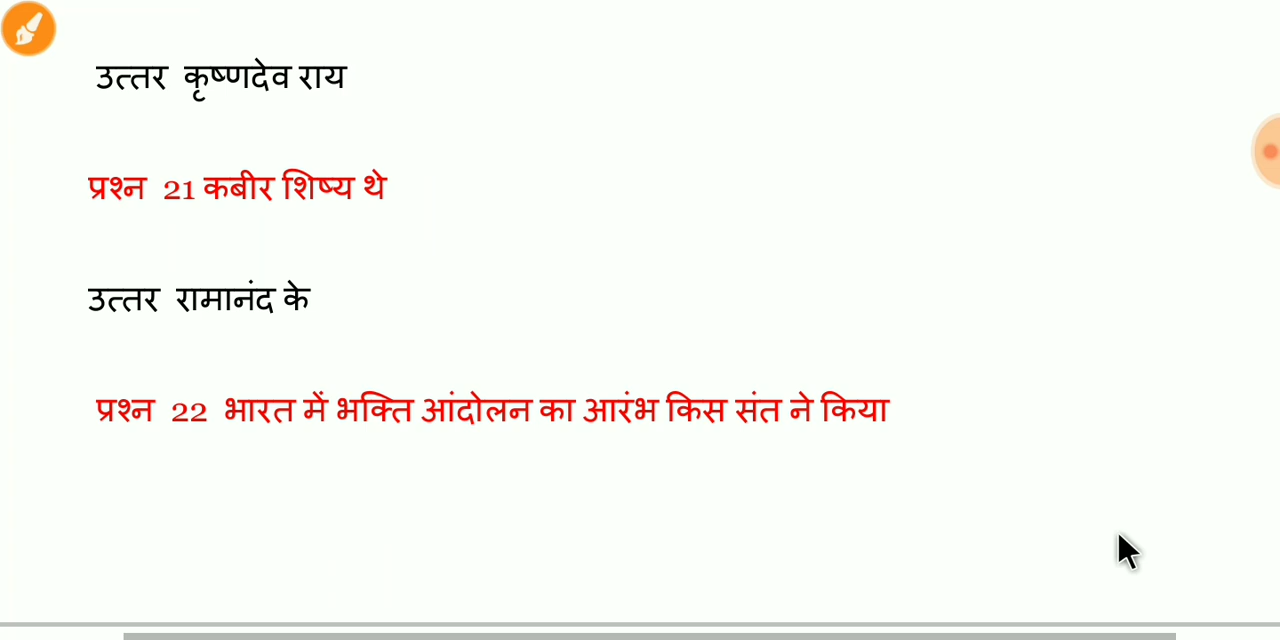 उत्तर कृष्णदेव राय
प्रश्न 21 कबीर शिष्य थे
उत्तर रामानंद के
प्रश्न 22 भारत में भक्ति आंदोलन का आरंभ किस संत ने किया